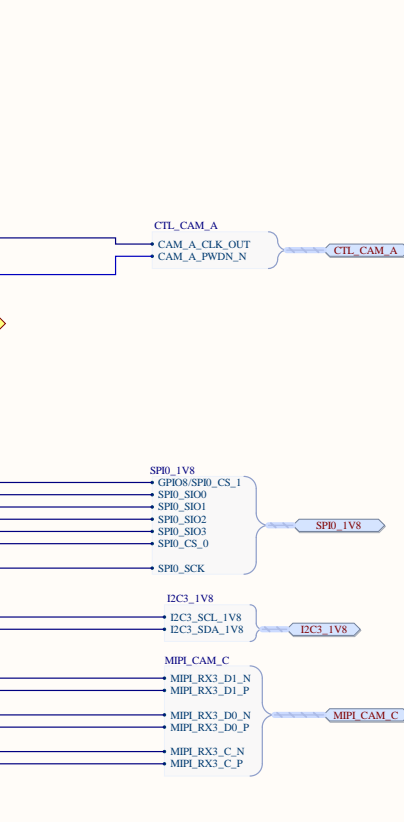 CTL_CAM_A
CAM_A_CLK_OUT
CAM_A_PWDN_N
CTL_CAM_A
SPI0_1V8
GPIO8/SPI0_CS_1
SPI0_SIO0
SPI0_SIO1
SPI0_SIO2
SPI0_SIO3
SPI0_CS_0
SPI0_SCK
SPI0_1V8
I2C3_1V8
I2C3_SCL_1V8
I2C3_SDA_1V8
I2C3_1V8
MIPI_CAM_C
MIPI_RX3_D1_N
MIPI_RX3_D1_P
MIPI_RX3_D0_N
MIPI_RX3_D0_P
MIPI_RX3_C_N
MIPI_RX3_C_P
MIPI_CAM_C